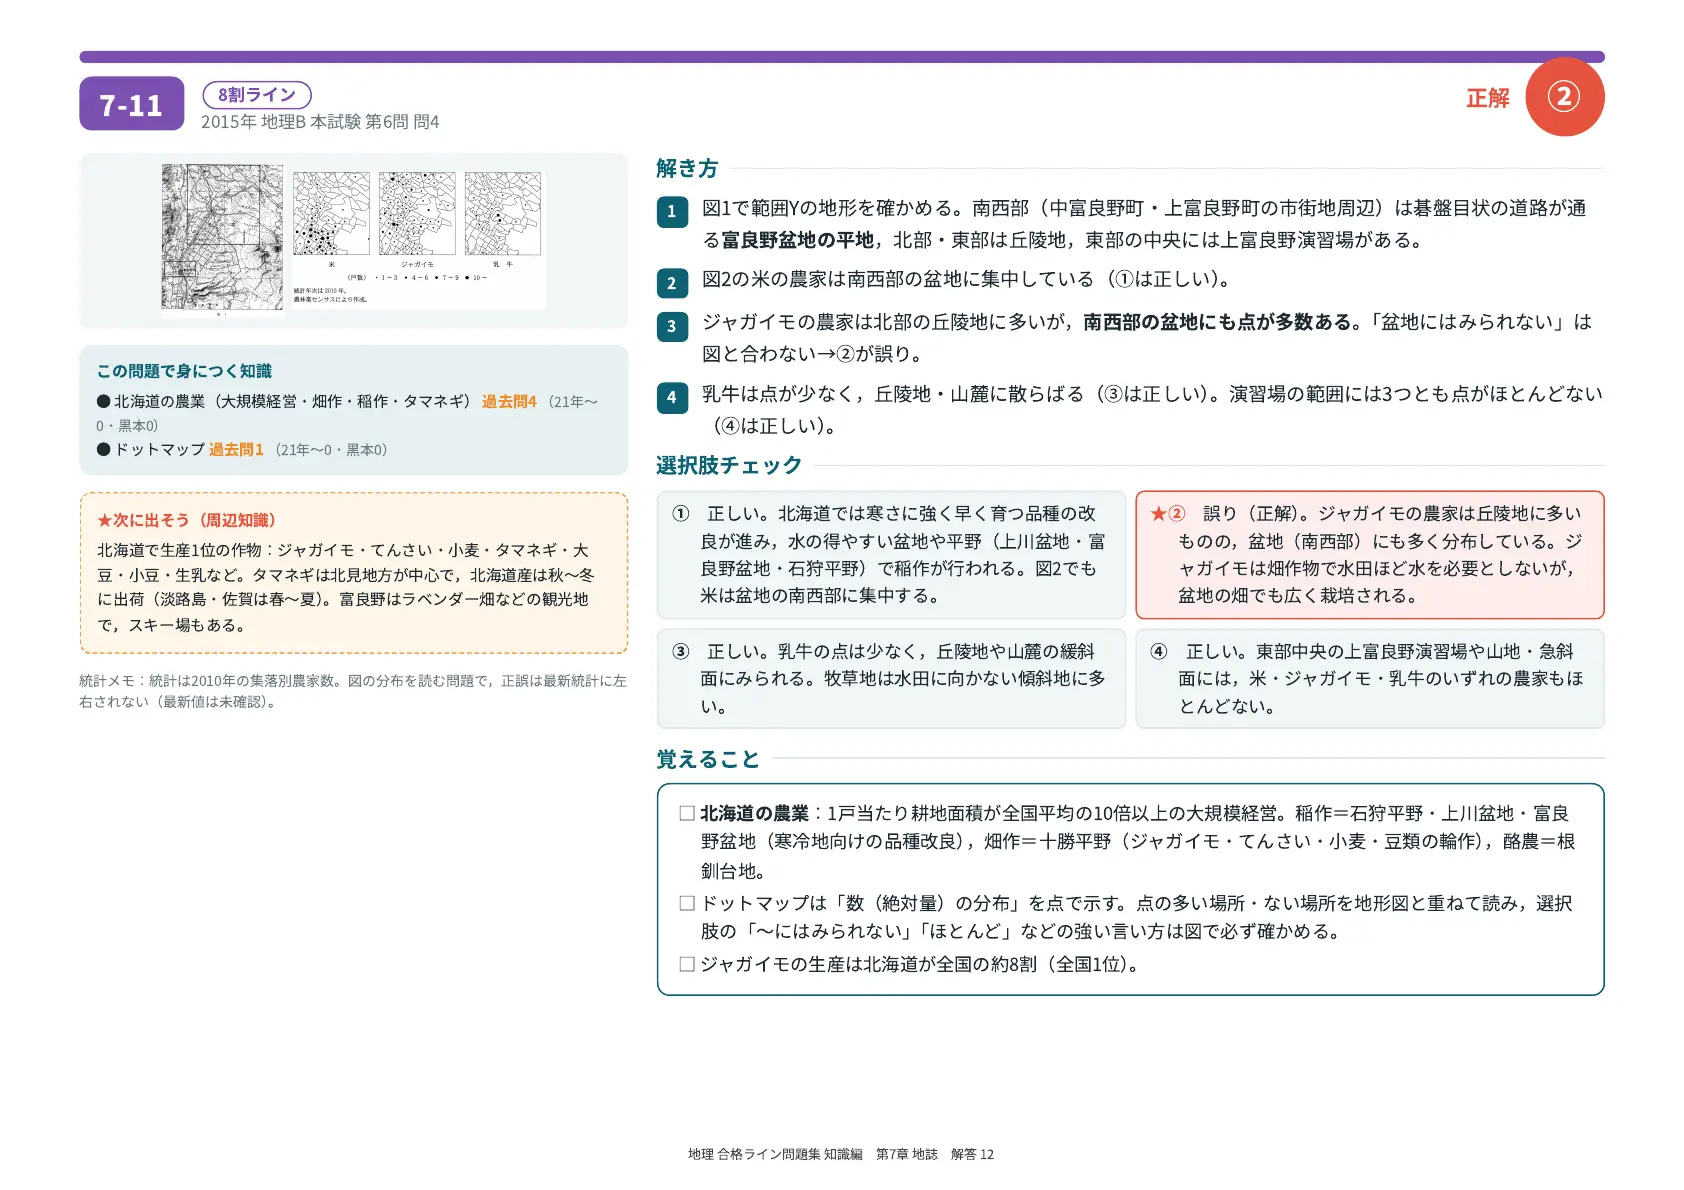 7-11
8割ライン
2015年 地理B 本試験 第6問 問4
正解 ②
米
ジャガイモ
乳 牛
(戸数) ・1~3 ・4~6 ●7~9 ●10~
統計年次は2010年。
農林業センサスにより作成。
この問題で身につく知識
●北海道の農業（大規模経営・畑作・稲作・タマネギ） 過去問4（21年〜
0・黒本0）
●ドットマップ 過去問1（21年〜0・黒本0）
★次に出そう（周辺知識）
北海道で生産1位の作物：ジャガイモ・てんさい・小麦・タマネギ・大
豆・小豆・生乳など。タマネギは北見地方が中心で，北海道産は秋〜冬
に出荷（淡路島・佐賀は春〜夏）。富良野はラベンダー畑などの観光地
で，スキー場もある。
統計メモ：統計は2010年の集落別農家数。図の分布を読む問題で，正誤は最新統計に左
右されない（最新値は未確認）。
解き方
1 図1で範囲Yの地形を確かめる。南西部（中富良野町・上富良野町の市街地周辺）は碁盤目状の道路が通
る富良野盆地の平地，北部・東部は丘陵地，東部の中央には上富良野演習場がある。
2 図2の米の農家は南西部の盆地に集中している（①は正しい）。
3 ジャガイモの農家は北部の丘陵地に多いが，南西部の盆地にも点が多数ある。「盆地にはみられない」は
図と合わない→②が誤り。
4 乳牛は点が少なく，丘陵地・山麓に散らばる（③は正しい）。演習場の範囲には3つとも点がほとんどない
（④は正しい）。
選択肢チェック
① 正しい。北海道では寒さに強く早く育つ品種の改
良が進み，水の得やすい盆地や平野（上川盆地・富
良野盆地・石狩平野）で稲作が行われる。図2でも
米は盆地の南西部に集中する。
★② 誤り（正解）。ジャガイモの農家は丘陵地に多い
ものの，盆地（南西部）にも多く分布している。ジ
ャガイモは畑作物で水田ほど水を必要としないが，
盆地の畑でも広く栽培される。
③ 正しい。乳牛の点は少なく，丘陵地や山麓の緩斜
面にみられる。牧草地は水田に向かない傾斜地に多
い。
④ 正しい。東部中央の上富良野演習場や山地・急斜
面には，米・ジャガイモ・乳牛のいずれの農家もほ
とんどない。
覚えること
□ 北海道の農業：1戸当たり耕地面積が全国平均の10倍以上の大規模経営。稲作＝石狩平野・上川盆地・富良
野盆地（寒冷地向けの品種改良），畑作＝十勝平野（ジャガイモ・てんさい・小麦・豆類の輪作），酪農＝根
釧台地。
□ ドットマップは「数（絶対量）の分布」を点で示す。点の多い場所・ない場所を地形図と重ねて読み，選択
肢の「〜にはみられない」「ほとんど」などの強い言い方は図で必ず確かめる。
□ ジャガイモの生産は北海道が全国の約8割（全国1位）。
地理 合格ライン問題集 知識編 第7章 地誌 解答 12